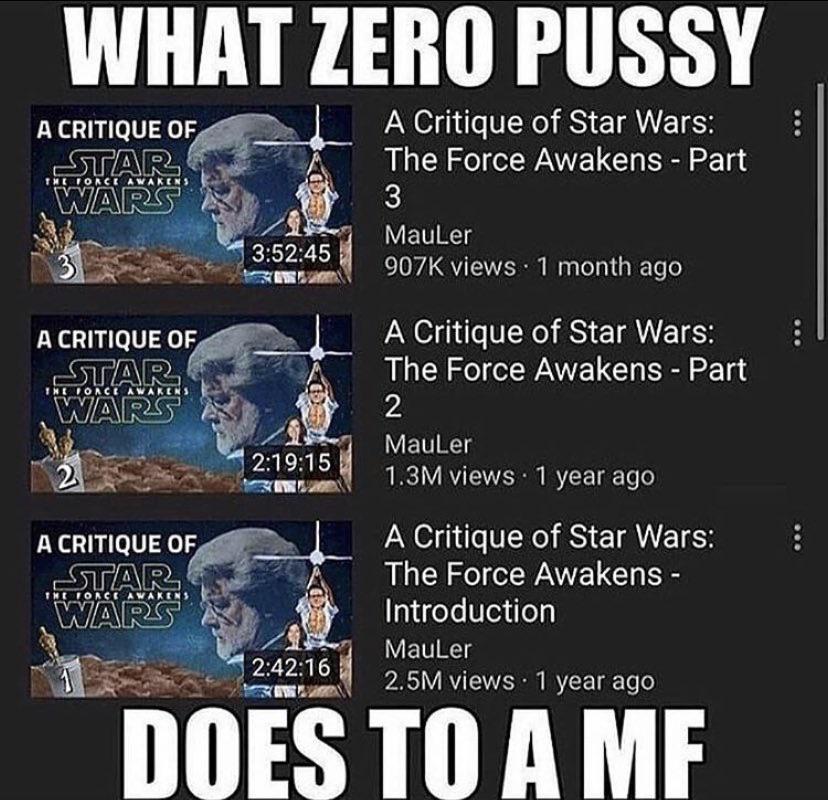 WHAT ZERO PUSSY
A CRITIQUE OF
STAR
THE FORCE AWAKENS
WARS
3
3:52:45
A Critique of Star Wars:
The Force Awakens - Part
3
MauLer
907K views · 1 month ago
A CRITIQUE OF
STAR
THE FORCE AWAKENS
WARS
2
2:19:15
A Critique of Star Wars:
The Force Awakens - Part
2
MauLer
1.3M views · 1 year ago
A CRITIQUE OF
STAR
THE FORCE AWAKENS
WARS
1
2:42:16
A Critique of Star Wars:
The Force Awakens -
Introduction
MauLer
2.5M views · 1 year ago
DOES TO A MF